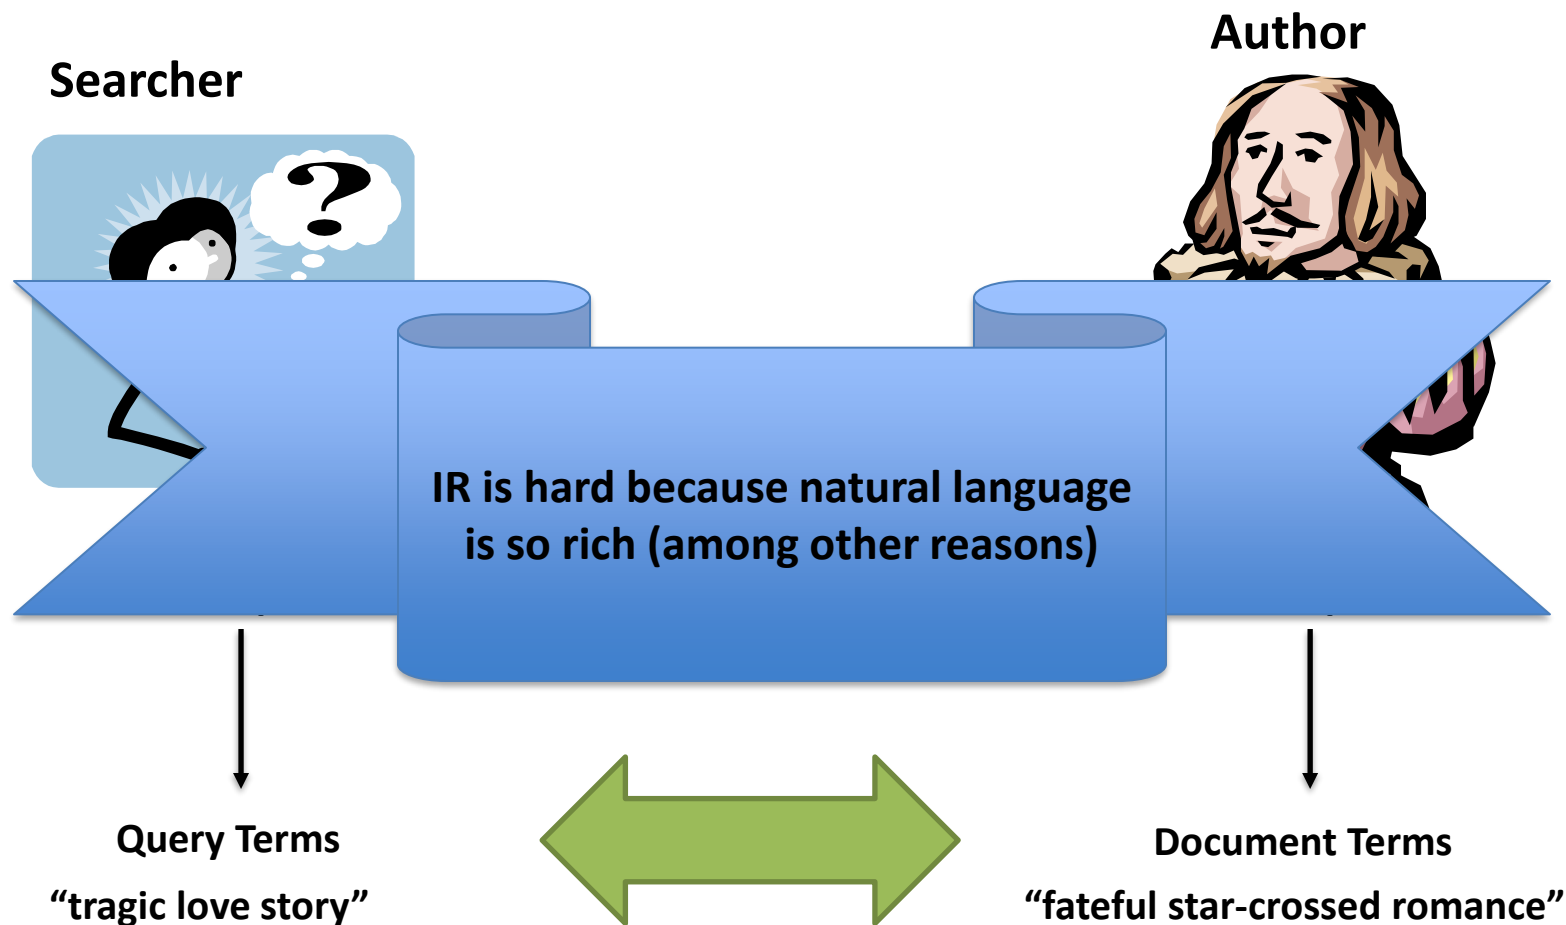 Searcher
Author
?
IR is hard because natural language
is so rich (among other reasons)
Query Terms
“tragic love story”
Document Terms
“fateful star-crossed romance”